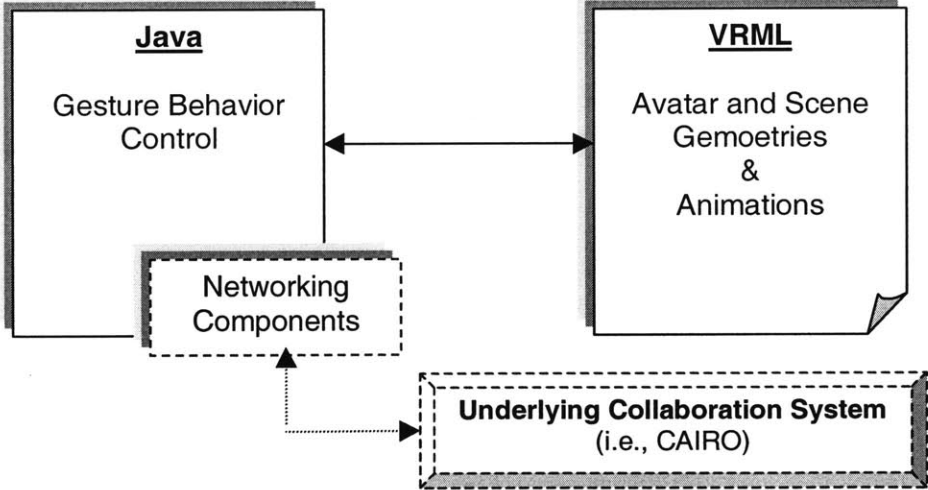 Java
Gesture Behavior
Control
VRML
Avatar and Scene
Gemoetries
&
Animations
Networking
Components
Underlying Collaboration System
(i.e., CAIRO)